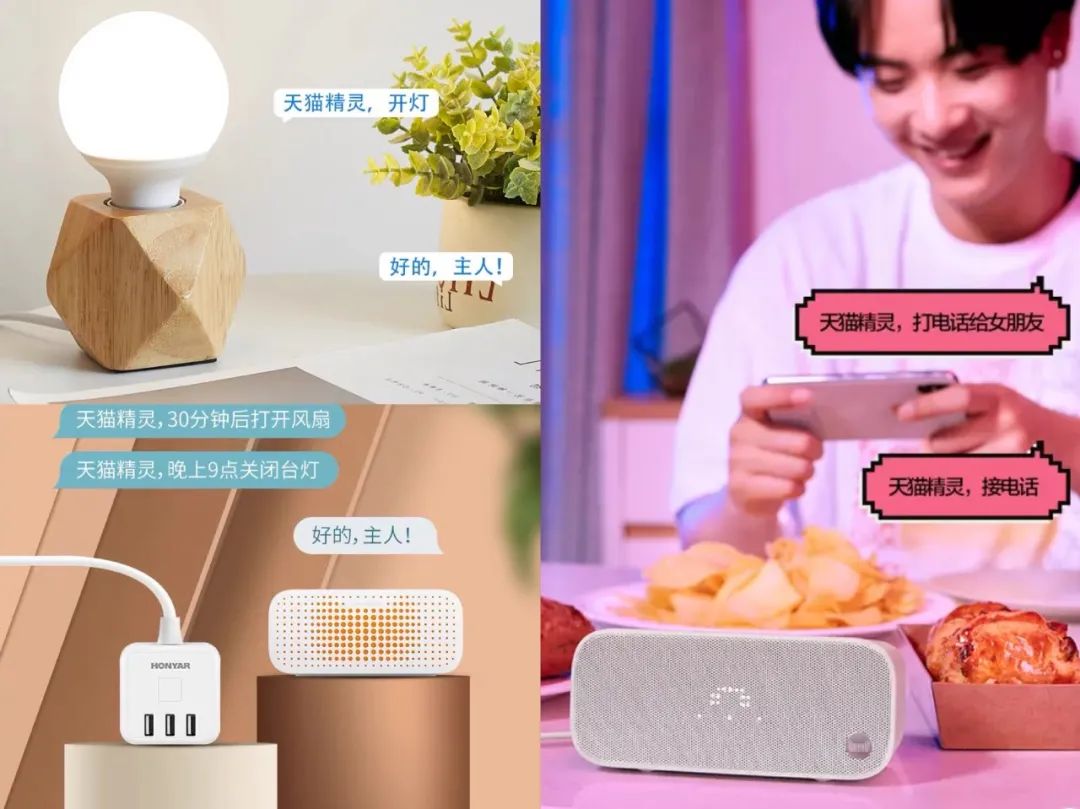 天猫精灵，开灯
好的，主人！
天猫精灵，30分钟后打开风扇
天猫精灵，晚上9点关闭台灯
好的，主人！
HONYAR
天猫精灵，打电话给女朋友
天猫精灵，接电话